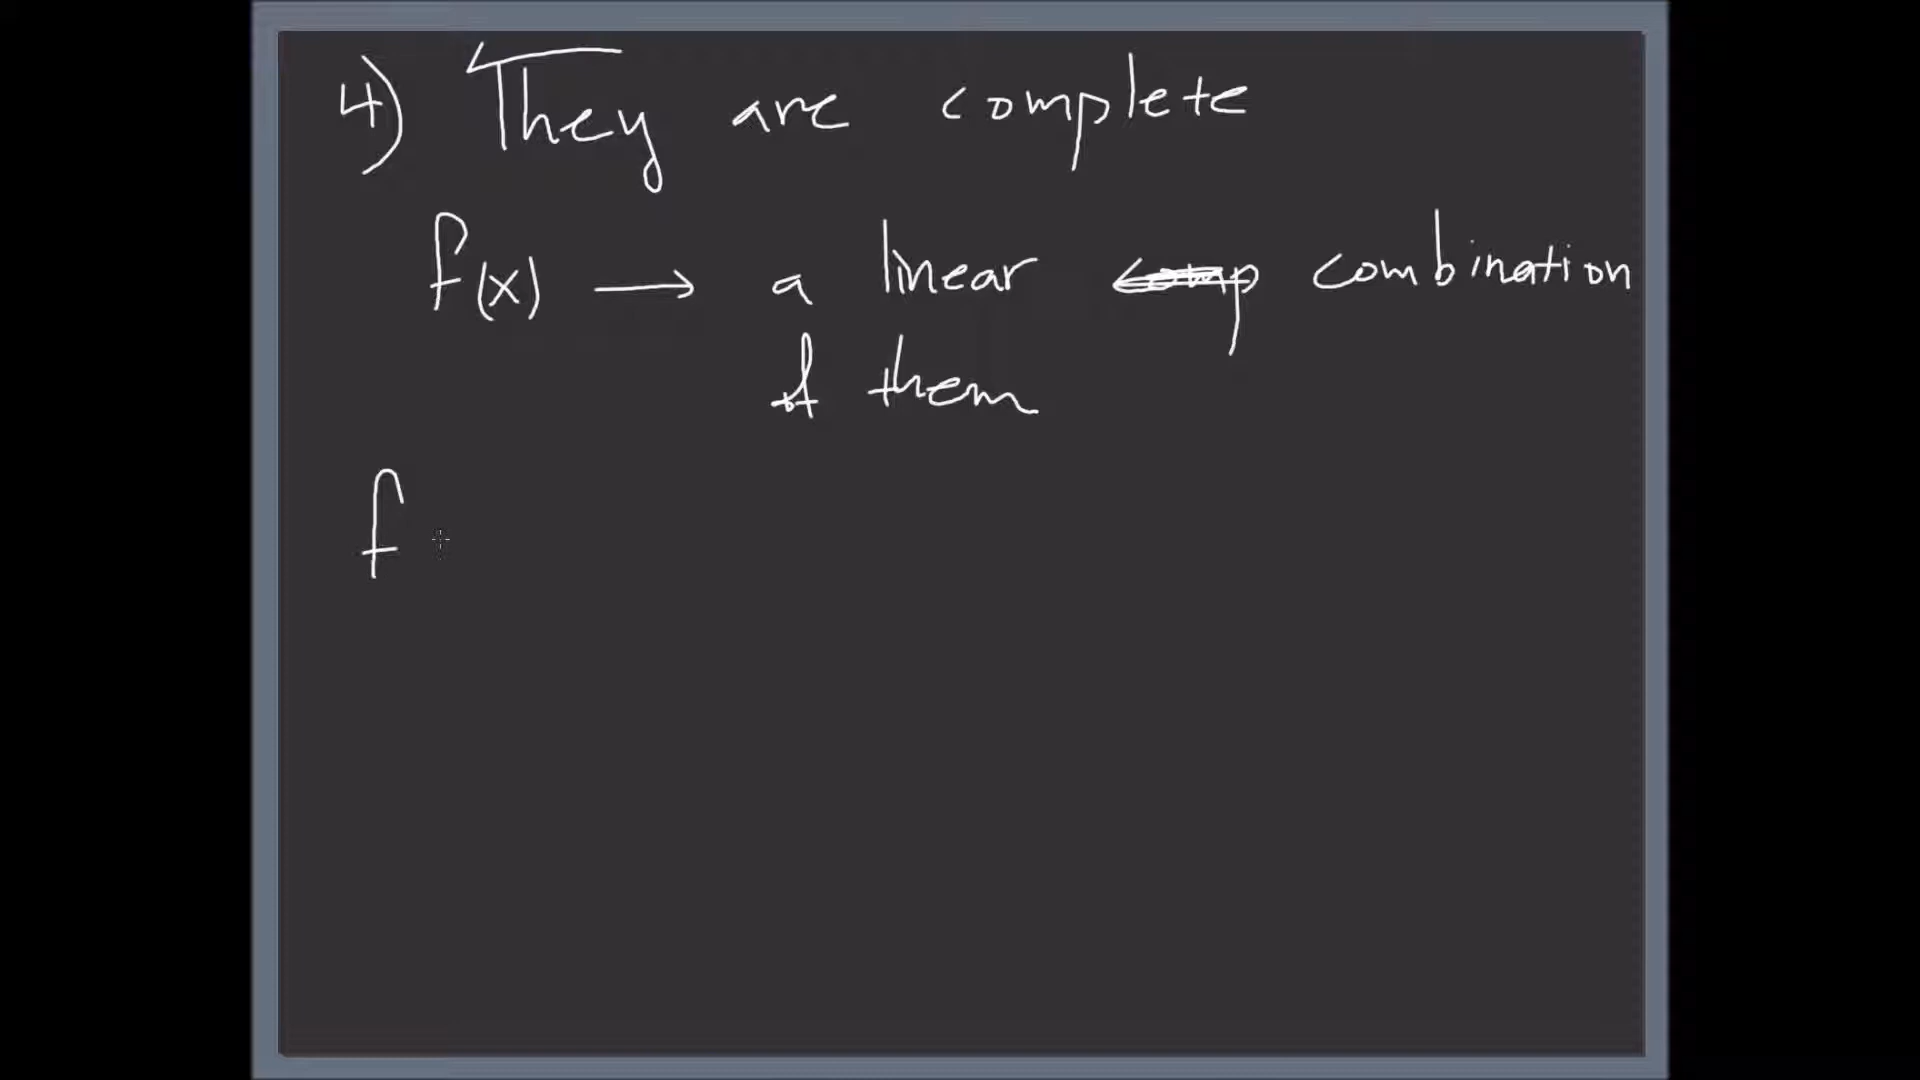 4) They are complete
f(x) → a linear combination
of them
f